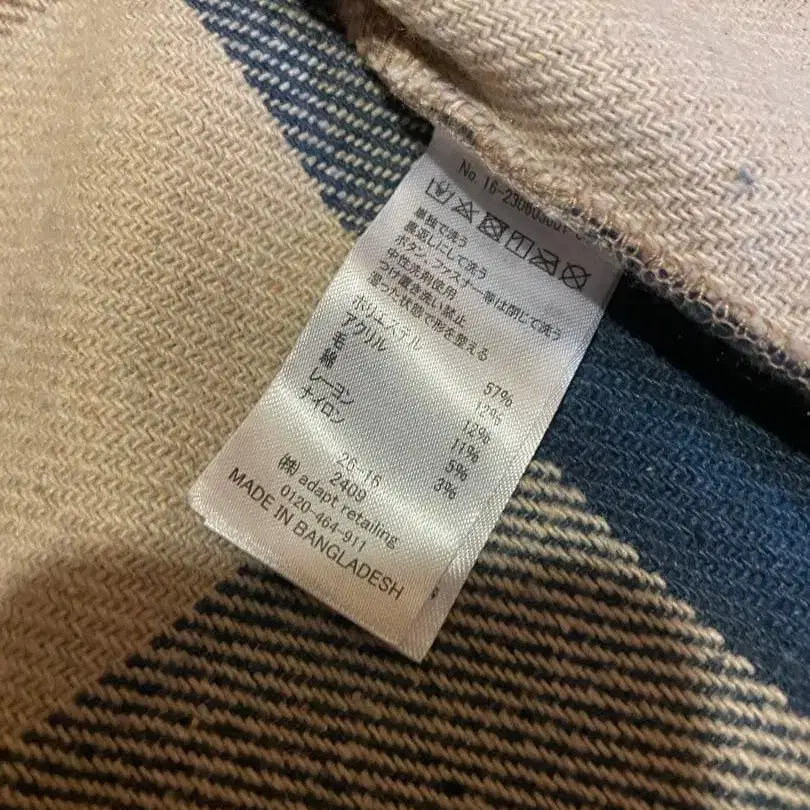 No. 16-230603001
単独で洗う
裏返しにして洗う
ボタン・ファスナー等は閉じて洗う
中性洗剤使用
つけ置き洗い禁止
湿った状態で形を整える
ポリエステル 57%
アクリル 12%
毛 12%
綿 11%
レーヨン 5%
ナイロン 3%
26 16
2409
㈱ adapt retailing
0120-464-911
MADE IN BANGLADESH